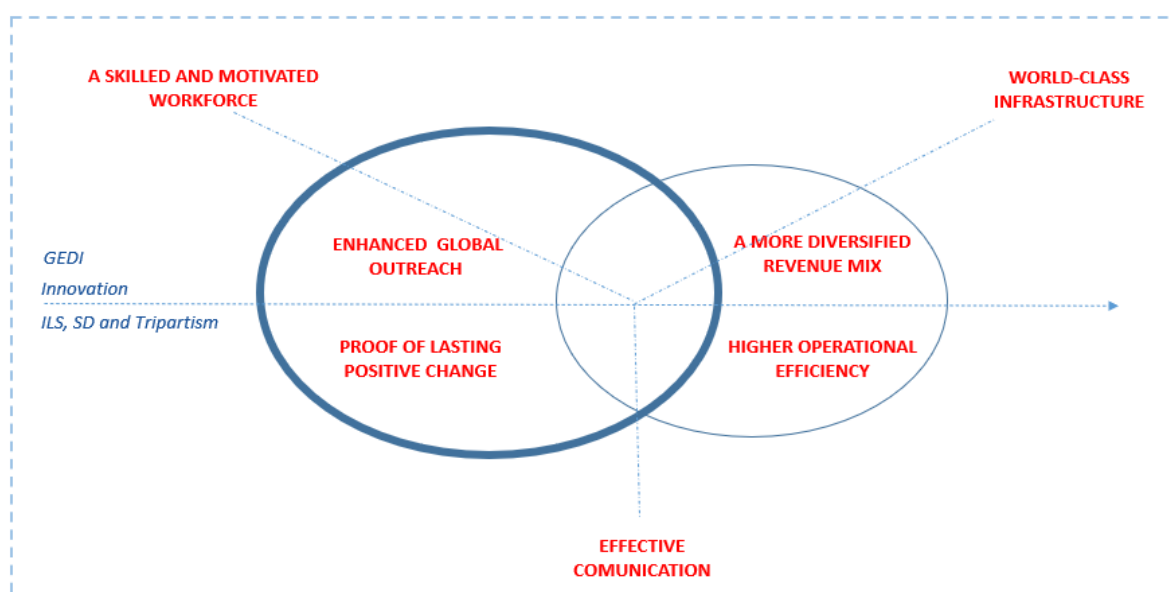 A SKILLED AND MOTIVATED
WORKFORCE
WORLD-CLASS
INFRASTRUCTURE
ENHANCED GLOBAL
OUTREACH
A MORE DIVERSIFIED
REVENUE MIX
GEDI
Innovation
ILS, SD and Tripartism
PROOF OF LASTING
POSITIVE CHANGE
HIGHER OPERATIONAL
EFFICIENCY
EFFECTIVE
COMUNICATION